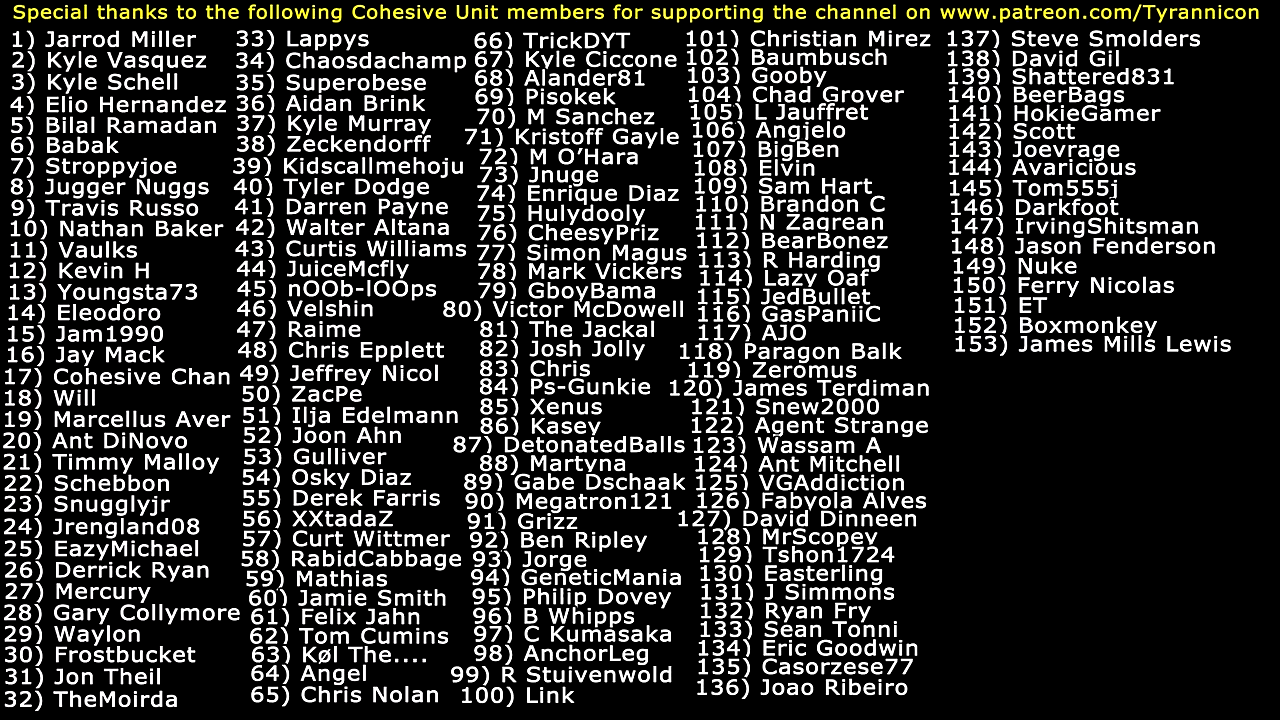 Special thanks to the following Cohesive Unit members for supporting the channel on www.patreon.com/Tyrannicon
1) Jarrod Miller
2) Kyle Vasquez
3) Kyle Schell
4) Elio Hernandez
5) Bilal Ramadan
6) Babak
7) Stroppyjoe
8) Jugger Nuggs
9) Travis Russo
10) Nathan Baker
11) Vaulks
12) Kevin H
13) Youngsta73
14) Eleodoro
15) Jam1990
16) Jay Mack
17) Cohesive Chan
18) Will
19) Marcellus Aver
20) Ant DiNovo
21) Timmy Malloy
22) Schebbon
23) Snugglyjr
24) Jrengland08
25) EazyMichael
26) Derrick Ryan
27) Mercury
28) Gary Collymore
29) Waylon
30) Frostbucket
31) Jon Theil
32) TheMoirda
33) Lappys
34) Chaosdachamp
35) Superobese
36) Aidan Brink
37) Kyle Murray
38) Zeckendorff
39) Kidscallmehoju
40) Tyler Dodge
41) Darren Payne
42) Walter Altana
43) Curtis Williams
44) JuiceMcfly
45) nOOb-lOOps
46) Velshin
47) Raime
48) Chris Epplett
49) Jeffrey Nicol
50) ZacPe
51) Ilja Edelmann
52) Joon Ahn
53) Gulliver
54) Osky Diaz
55) Derek Farris
56) XXtadaZ
57) Curt Wittmer
58) RabidCabbage
59) Mathias
60) Jamie Smith
61) Felix Jahn
62) Tom Cumins
63) Køl The....
64) Angel
65) Chris Nolan
66) TrickDYT
67) Kyle Ciccone
68) Alander81
69) Pisokek
70) M Sanchez
71) Kristoff Gayle
72) M O'Hara
73) Jnuge
74) Enrique Diaz
75) Hulydooly
76) CheesyPriz
77) Simon Magus
78) Mark Vickers
79) GboyBama
80) Victor McDowell
81) The Jackal
82) Josh Jolly
83) Chris
84) Ps-Gunkie
85) Xenus
86) Kasey
87) DetonatedBalls
88) Martyna
89) Gabe Dschaak
90) Megatron121
91) Grizz
92) Ben Ripley
93) Jorge
94) GeneticMania
95) Philip Dovey
96) B Whipps
97) C Kumasaka
98) AnchorLeg
99) R Stuivenwold
100) Link
101) Christian Mirez
102) Baumbusch
103) Gooby
104) Chad Grover
105) L Jauffret
106) Angjelo
107) BigBen
108) Elvin
109) Sam Hart
110) Brandon C
111) N Zagrean
112) BearBonez
113) R Harding
114) Lazy Oaf
115) JedBullet
116) GasPaniiC
117) AJO
118) Paragon Balk
119) Zeromus
120) James Terdiman
121) Snew2000
122) Agent Strange
123) Wassam A
124) Ant Mitchell
125) VGAddiction
126) Fabyola Alves
127) David Dinneen
128) MrScopey
129) Tshon1724
130) Easterling
131) J Simmons
132) Ryan Fry
133) Sean Tonni
134) Eric Goodwin
135) Casorzese77
136) Joao Ribeiro
137) Steve Smolders
138) David Gil
139) Shattered831
140) BeerBags
141) HokieGamer
142) Scott
143) Joevrage
144) Avaricious
145) Tom555j
146) Darkfoot
147) IrvingShitsman
148) Jason Fenderson
149) Nuke
150) Ferry Nicolas
151) ET
152) Boxmonkey
153) James Mills Lewis